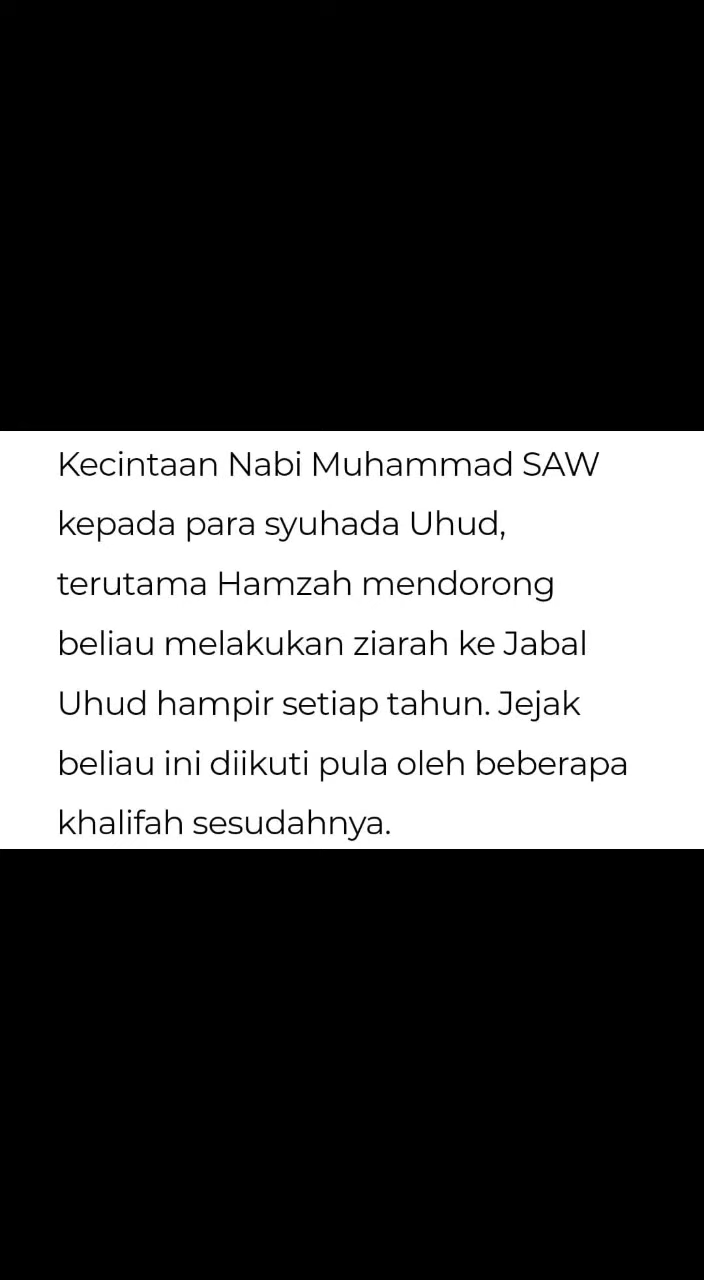 Kecintaan Nabi Muhammad SAW
kepada para syuhada Uhud,
terutama Hamzah mendorong
beliau melakukan ziarah ke Jabal
Uhud hampir setiap tahun. Jejak
beliau ini diikuti pula oleh beberapa
khalifah sesudahnya.